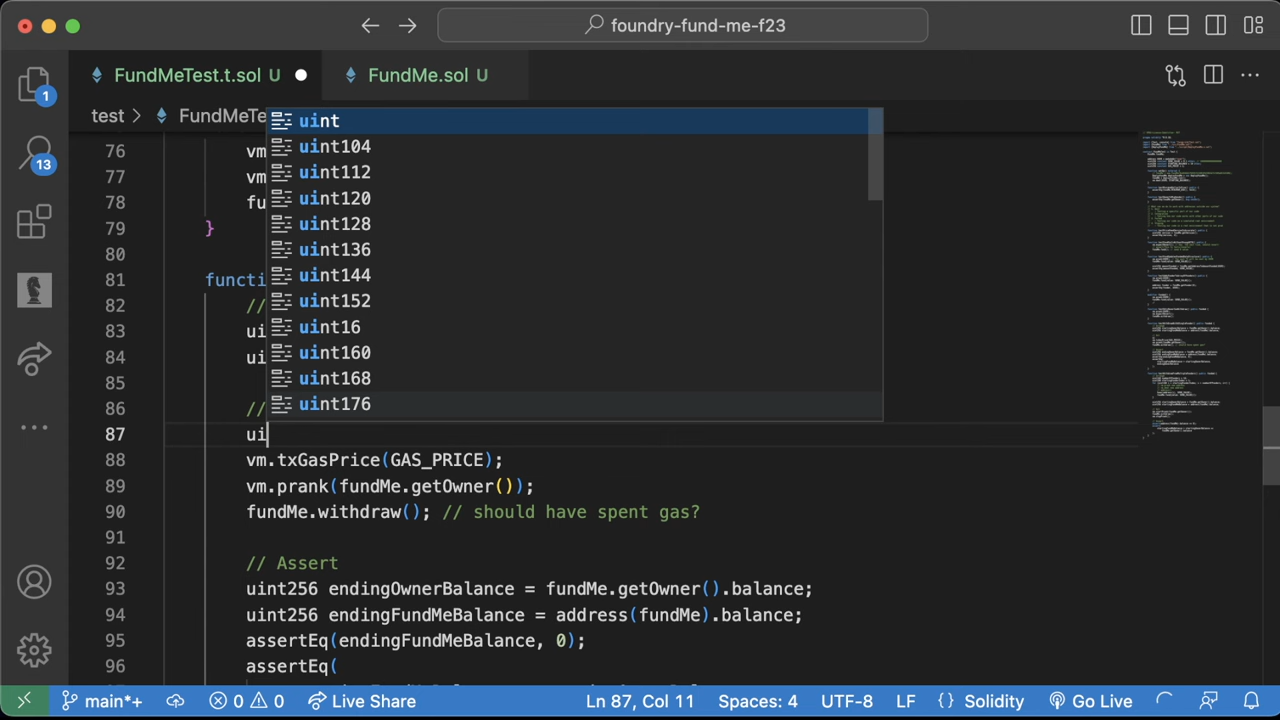 foundry-fund-me-f23
FundMeTest.t.sol U
FundMe.sol U
test > FundMeTe
1
13
76 vm
77 vm
78 fu
79 }
80
81 functi
82 //
83 ui
84 ui
85
86 //
87 ui
88 vm.txGasPrice(GAS_PRICE);
89 vm.prank(fundMe.getOwner());
90 fundMe.withdraw(); // should have spent gas?
91
92 // Assert
93 uint256 endingOwnerBalance = fundMe.getOwner().balance;
94 uint256 endingFundMeBalance = address(fundMe).balance;
95 assertEq(endingFundMeBalance, 0);
96 assertEq(
uint
uint104
uint112
uint120
uint128
uint136
uint144
uint152
uint16
uint160
uint168
uint176
main*+ 0 0 Live Share Ln 87, Col 11 Spaces: 4 UTF-8 LF {} Solidity Go Live